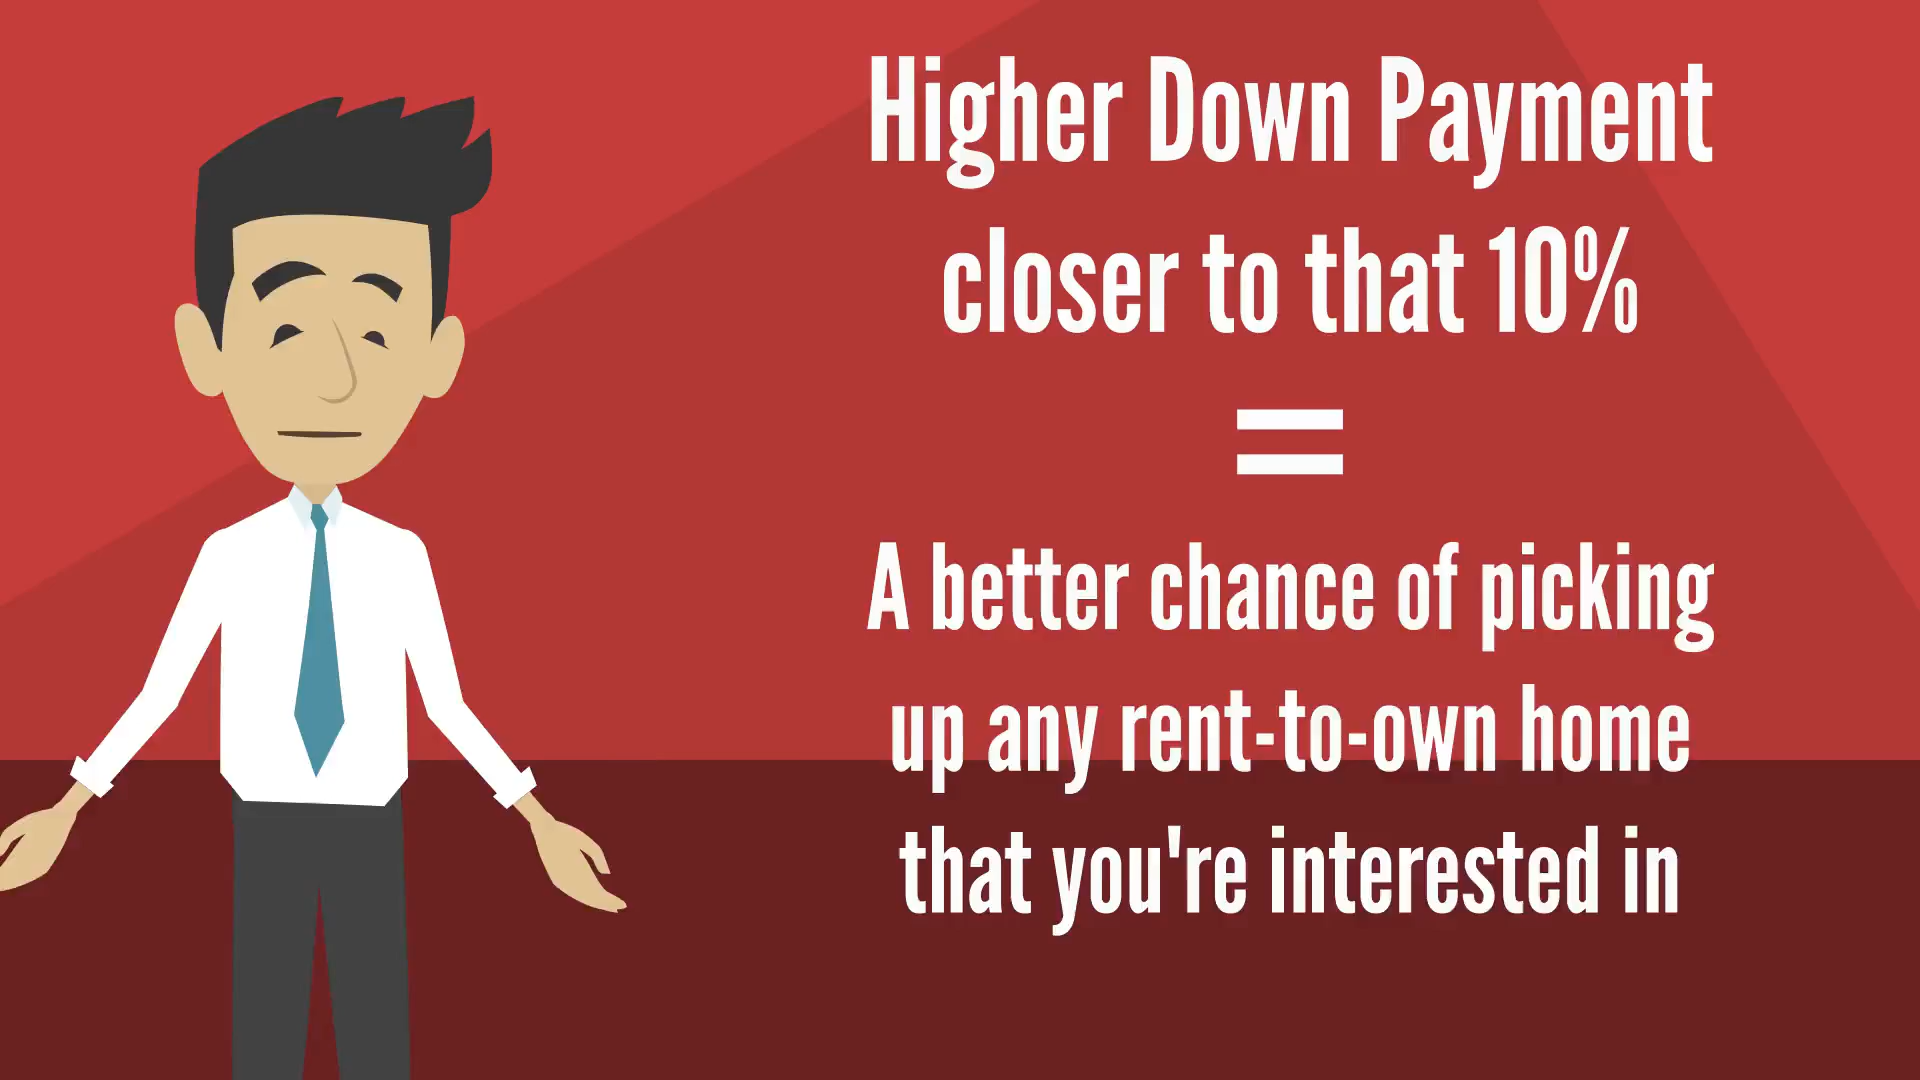 Higher Down Payment
closer to that 10%
=
A better chance of picking
up any rent-to-own home
that you're interested in